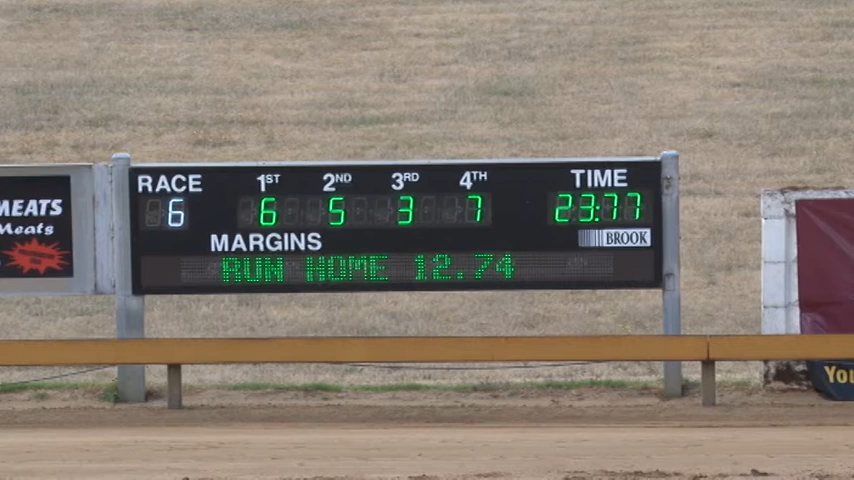 MEATS
Meats
RACE 1ST 2ND 3RD 4TH TIME
6 6 5 3 7 23:77
MARGINS BROOK
RUN HOME 12.74
You